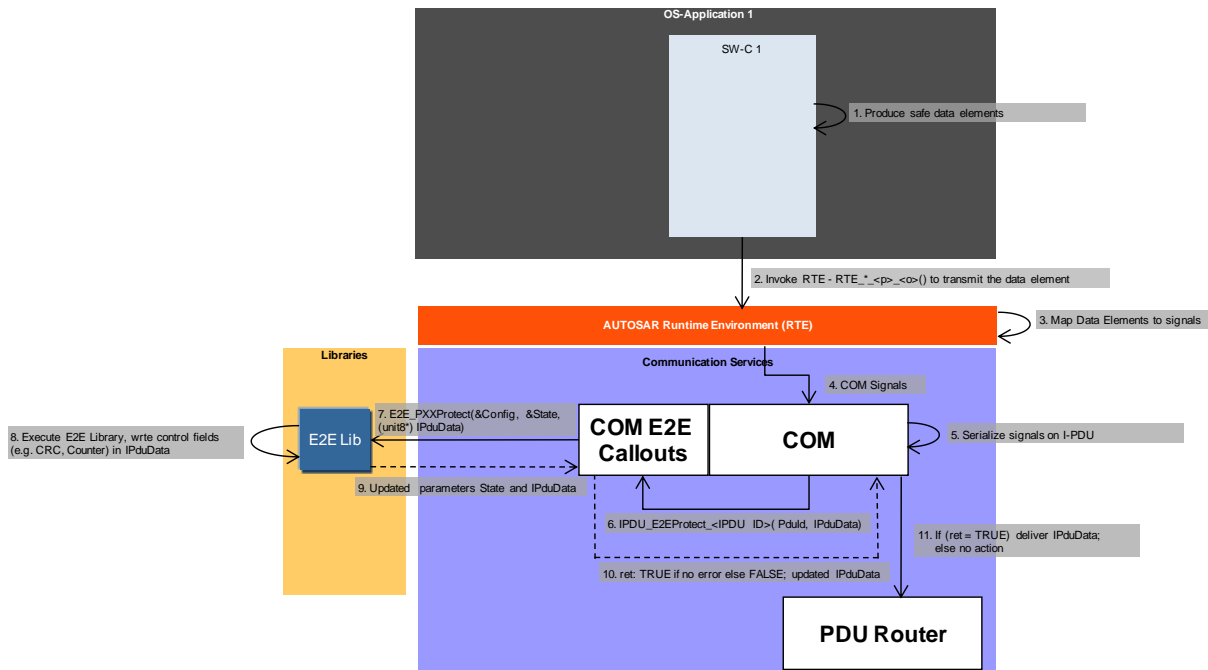 OS-Application 1
SW-C 1
1. Produce safe data elements
2. Invoke RTE - RTE_*_<p>_<o>() to transmit the data element
AUTOSAR Runtime Environment (RTE)
3. Map Data Elements to signals
Libraries
Communication Services
4. COM Signals
7. E2E_PXXProtect(&Config, &State,
(unit8*) IPduData)
8. Execute E2E Library, wrte control fields
(e.g. CRC, Counter) in IPduData
E2E Lib
COM E2E
Callouts
COM
5. Serialize signals on I-PDU
9. Updated parameters State and IPduData
6. IPDU_E2EProtect_<IPDU ID>( PduId, IPduData)
11. If (ret = TRUE) deliver IPduData;
else no action
10. ret: TRUE if no error else FALSE; updated IPduData
PDU Router